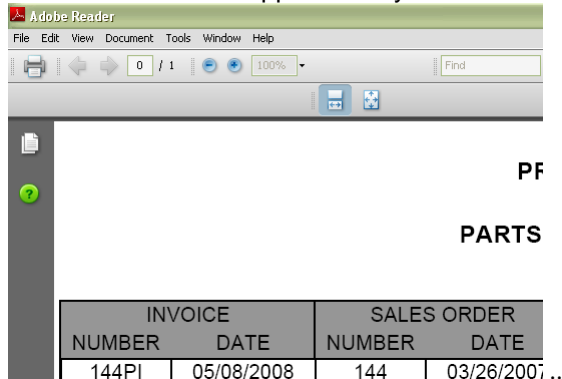 Adobe Reader
File Edit View Document Tools Window Help
0 / 1 100% Find
?
PARTS
INVOICE SALES ORDER
NUMBER DATE NUMBER DATE
144PI 05/08/2008 144 03/26/2007..